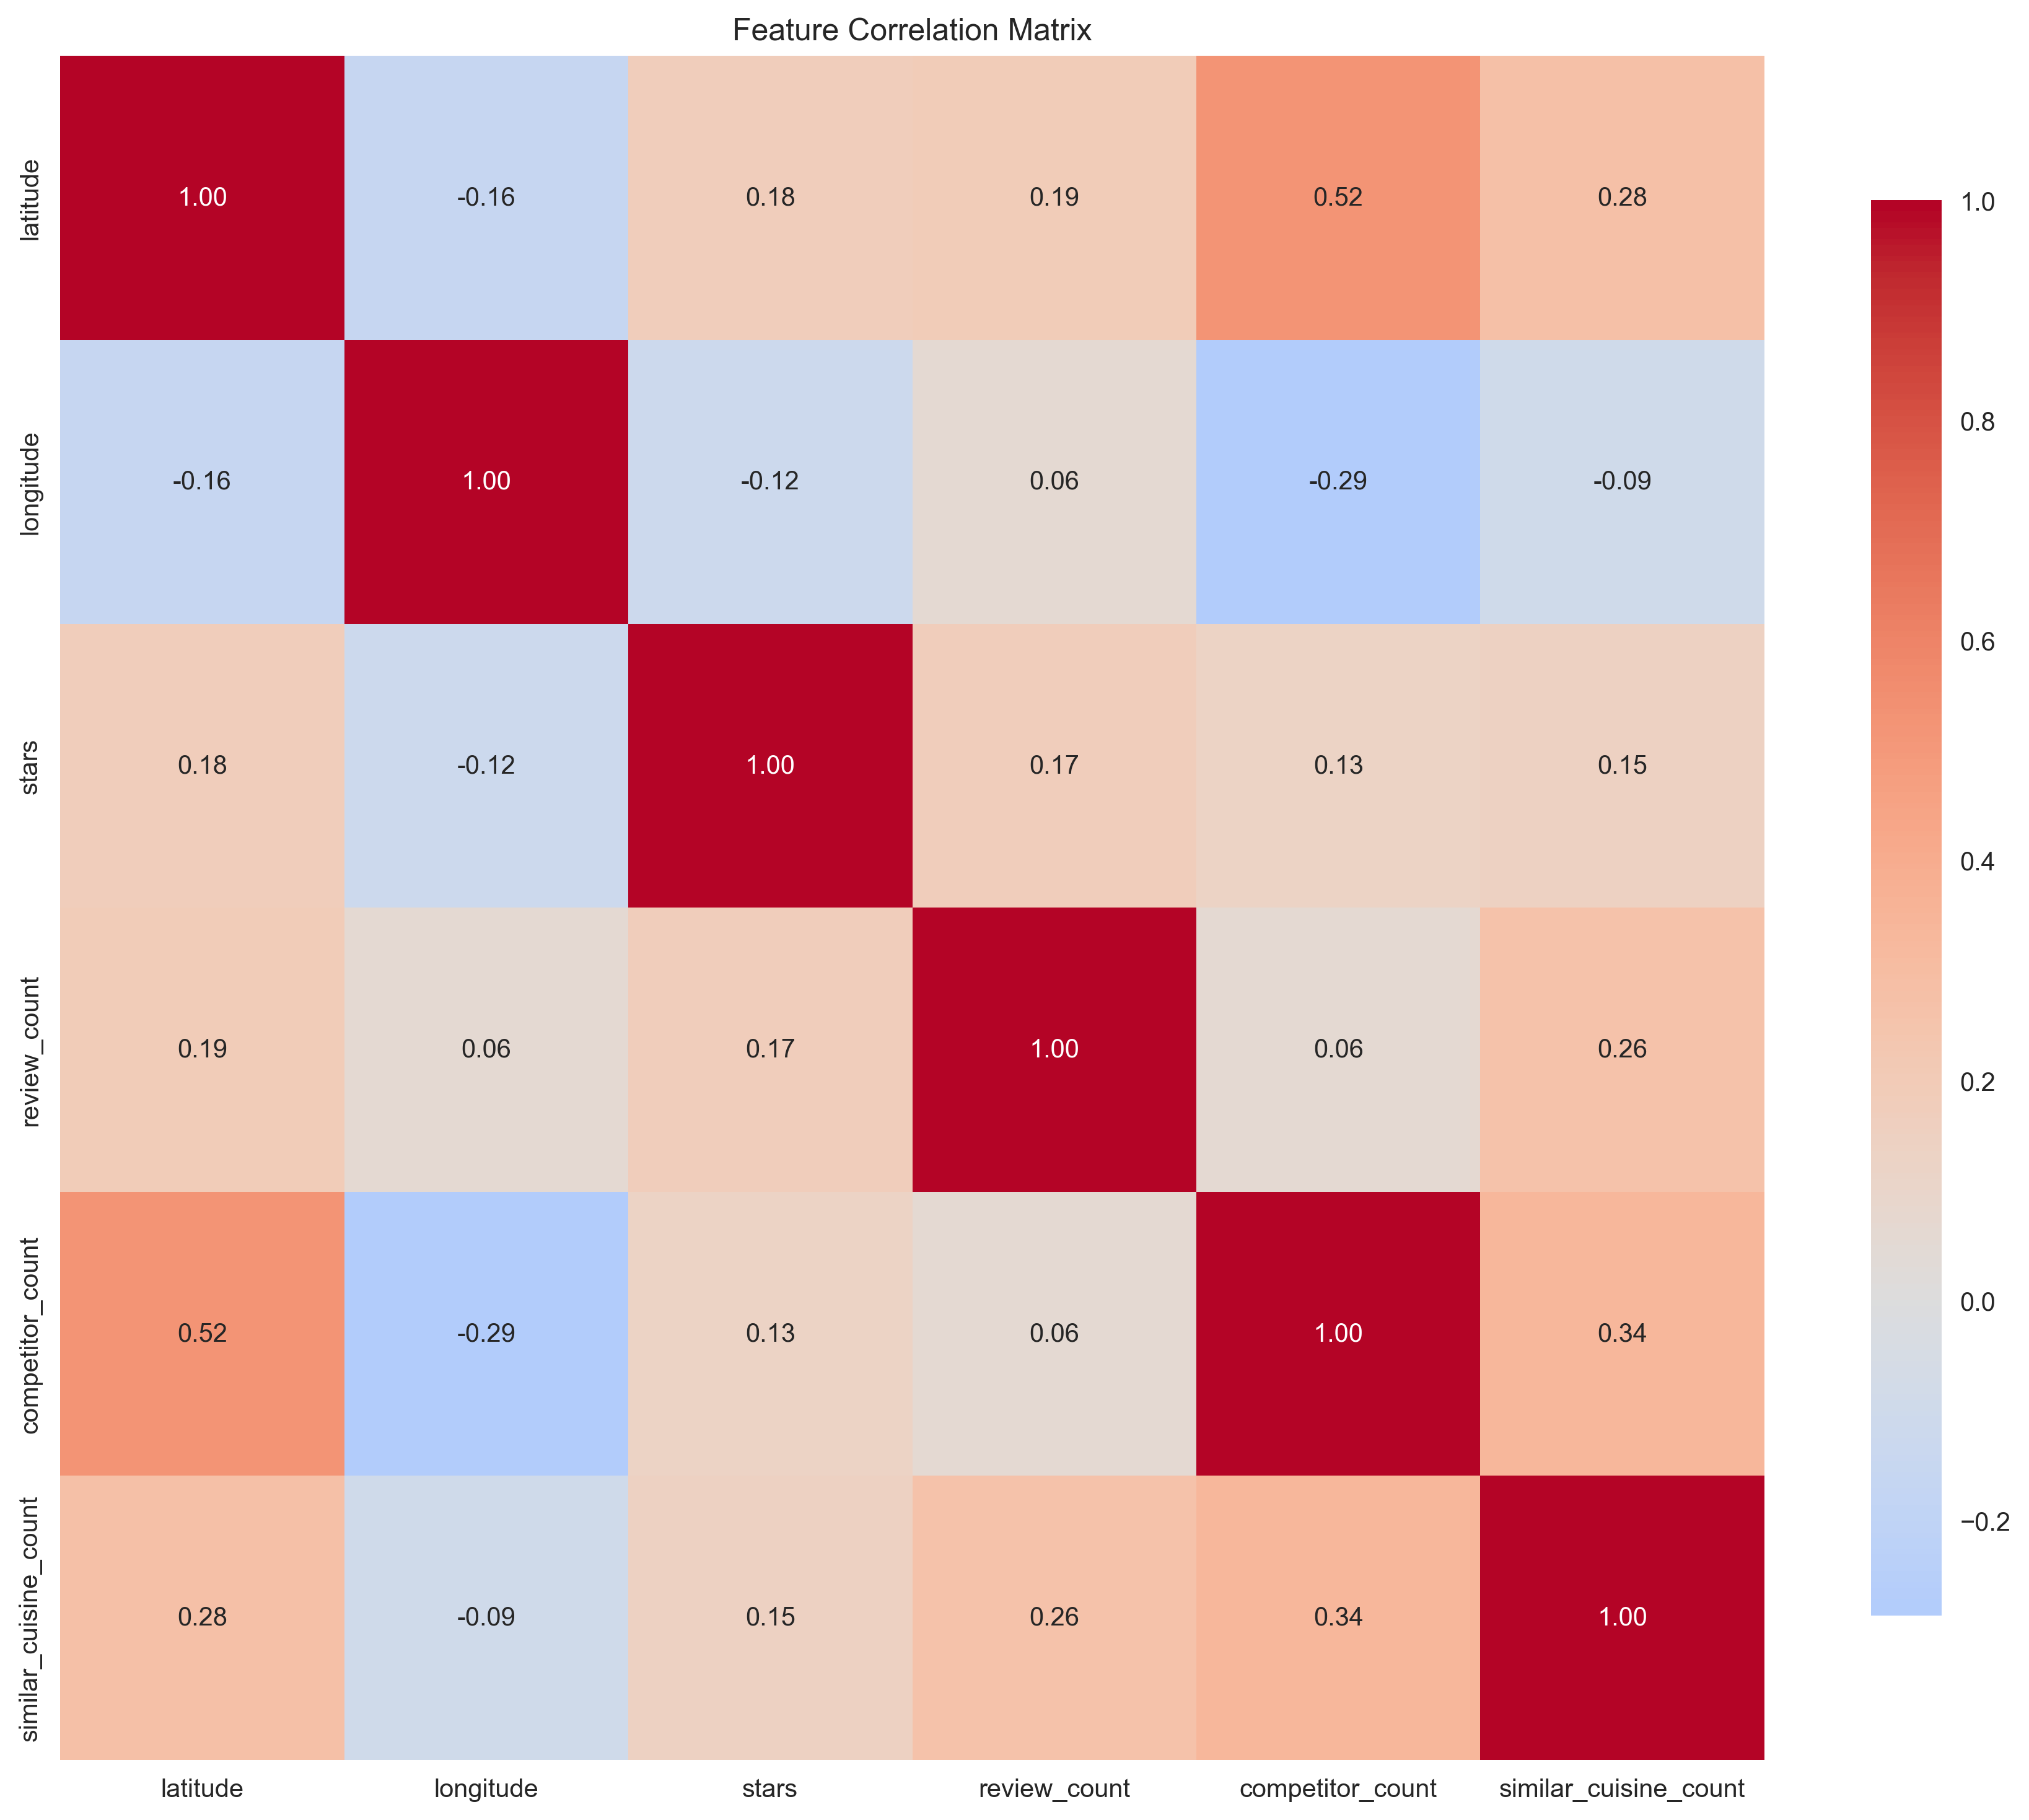 Feature Correlation Matrix
latitude 1.00 -0.16 0.18 0.19 0.52 0.28
longitude -0.16 1.00 -0.12 0.06 -0.29 -0.09
stars 0.18 -0.12 1.00 0.17 0.13 0.15
review_count 0.19 0.06 0.17 1.00 0.06 0.26
competitor_count 0.52 -0.29 0.13 0.06 1.00 0.34
similar_cuisine_count 0.28 -0.09 0.15 0.26 0.34 1.00
latitude longitude stars review_count competitor_count similar_cuisine_count
1.0
0.8
0.6
0.4
0.2
0.0
−0.2